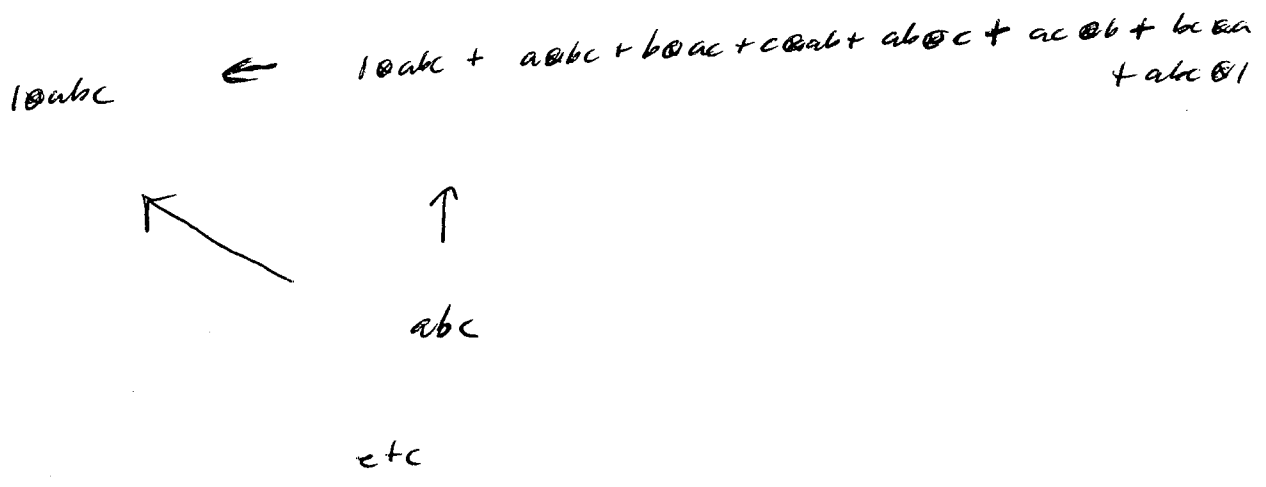 1⊗abc ← 1⊗abc + a⊗bc + b⊗ac + c⊗ab + ab⊗c + ac⊗b + bc⊗a
+ abc⊗1
abc
etc